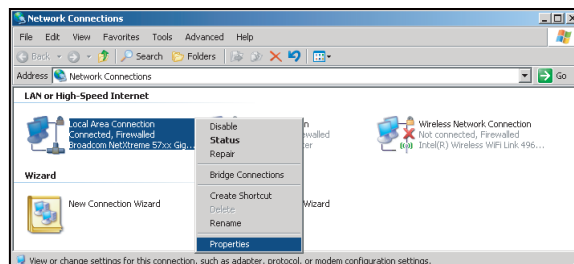 Network Connections
File Edit View Favorites Tools Advanced Help
Back Search Folders
Address Network Connections Go
LAN or High-Speed Internet
Local Area Connection
Connected, Firewalled
Broadcom NetXtreme 57xx Gig...
Disable
Status
Repair
Bridge Connections
Create Shortcut
Delete
Rename
Properties
Wireless Network Connection
Not connected, Firewalled
Intel(R) Wireless WiFi Link 496...
Wizard
New Connection Wizard
Wizard
View or change settings for this connection, such as adapter, protocol, or modem configuration settings.